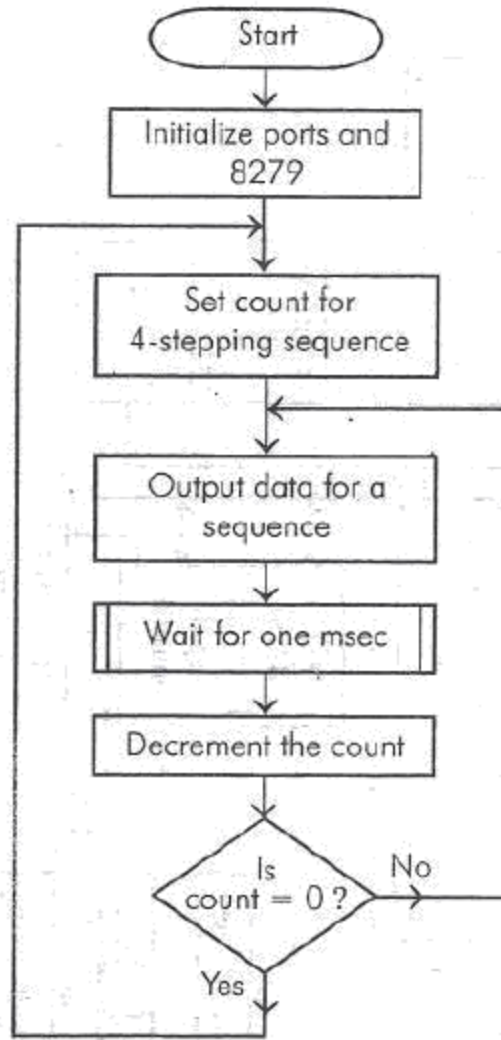 Start
Initialize ports and
8279
Set count for
4-stepping sequence
Output data for a
sequence
Wait for one msec
Decrement the count
Is
count = 0 ?
No
Yes